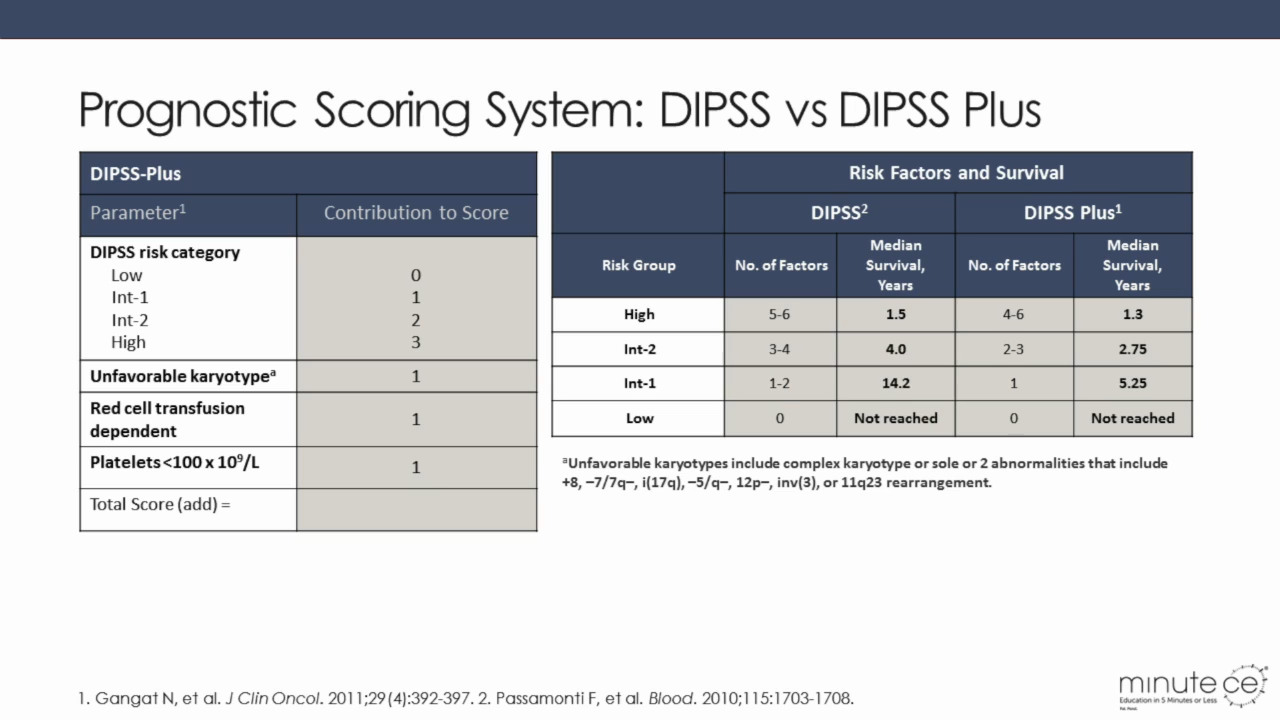 Prognostic Scoring System: DIPSS vs DIPSS Plus
DIPSS-Plus
Parameter¹ Contribution to Score
DIPSS risk category
Low 0
Int-1 1
Int-2 2
High 3
Unfavorable karyotypeᵃ 1
Red cell transfusion
dependent 1
Platelets <100 x 10⁹/L 1
Total Score (add) =
Risk Factors and Survival
DIPSS² DIPSS Plus¹
Risk Group No. of Factors Median Survival, Years No. of Factors Median Survival, Years
High 5-6 1.5 4-6 1.3
Int-2 3-4 4.0 2-3 2.75
Int-1 1-2 14.2 1 5.25
Low 0 Not reached 0 Not reached
ᵃUnfavorable karyotypes include complex karyotype or sole or 2 abnormalities that include
+8, –7/7q–, i(17q), –5/q–, 12p–, inv(3), or 11q23 rearrangement.
1. Gangat N, et al. J Clin Oncol. 2011;29(4):392-397. 2. Passamonti F, et al. Blood. 2010;115:1703-1708.
minute ce
Education in 5 Minutes or Less